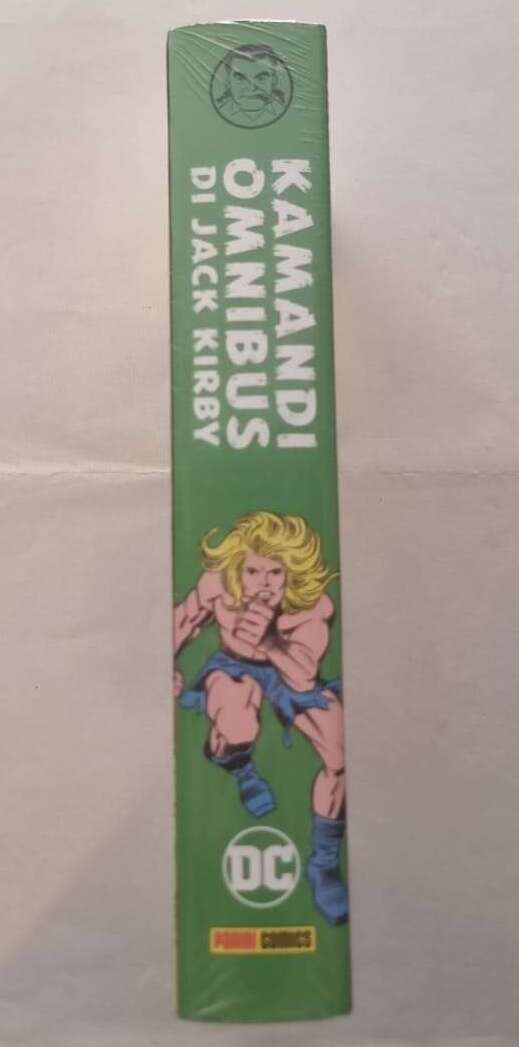 KAMANDI
OMNIBUS
DI JACK KIRBY
DC
PANINI COMICS